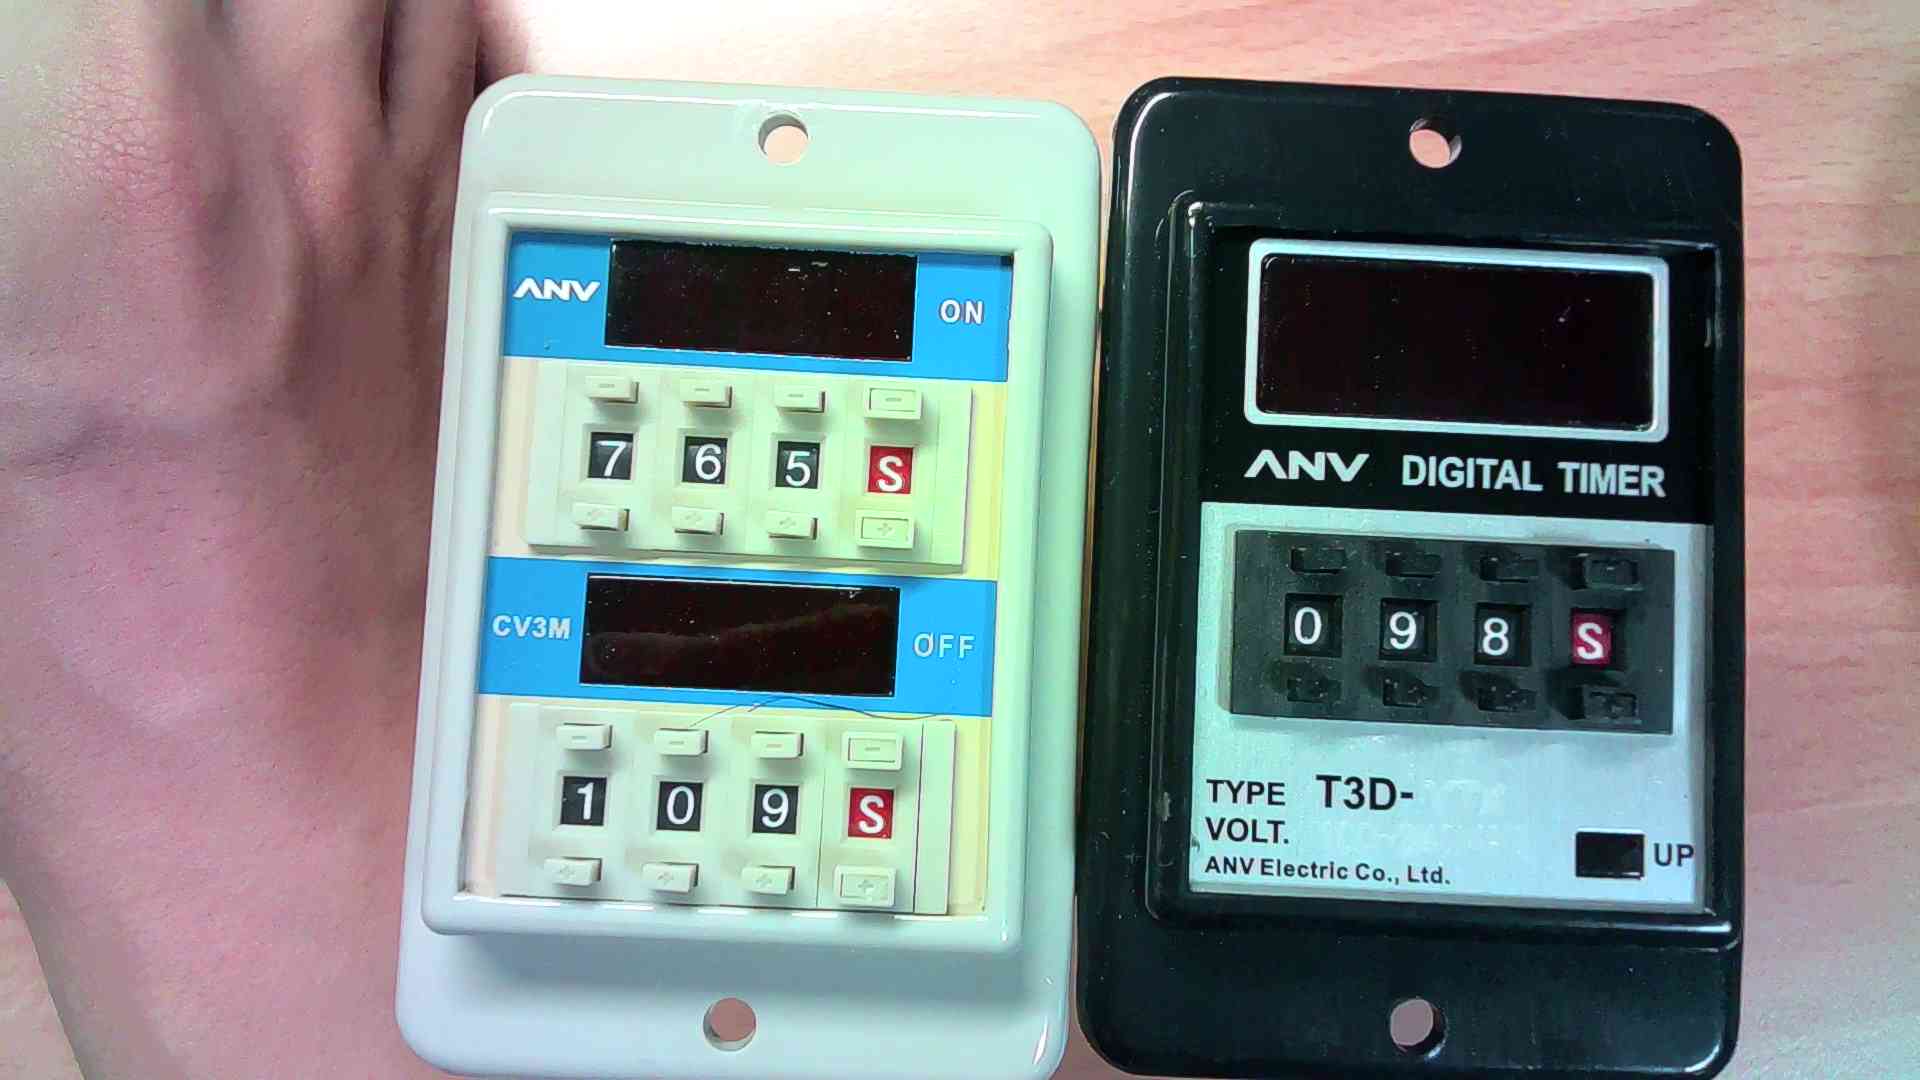 ANV ON
7 6 5 S
CV3M OFF
1 0 9 S
ANV DIGITAL TIMER
0 9 8 S
TYPE T3D-
VOLT.
ANV Electric Co., Ltd.
UP